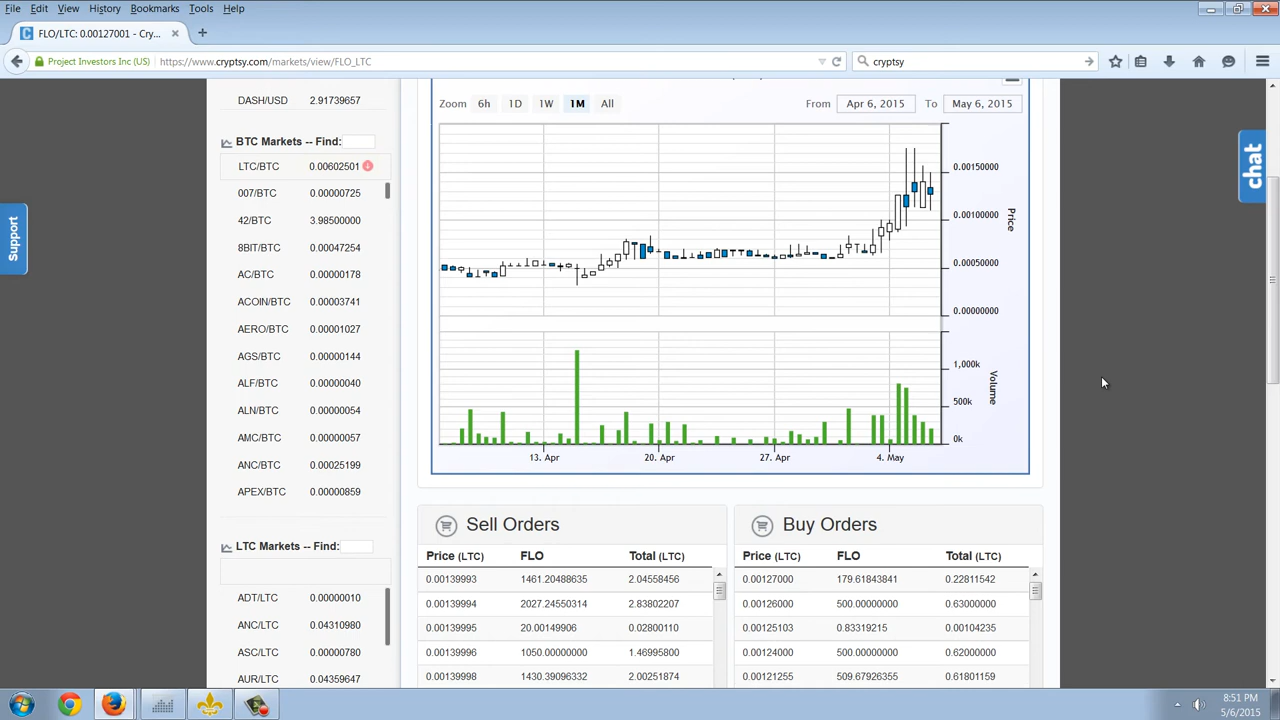 File Edit View History Bookmarks Tools Help
FLO/LTC: 0.00127001 - Cry...
Project Investors Inc (US) https://www.cryptsy.com/markets/view/FLO_LTC cryptsy
DASH/USD 2.91739657
BTC Markets -- Find:
LTC/BTC 0.00602501
007/BTC 0.00000725
42/BTC 3.98500000
8BIT/BTC 0.00047254
AC/BTC 0.00000178
ACOIN/BTC 0.00003741
AERO/BTC 0.00001027
AGS/BTC 0.00000144
ALF/BTC 0.00000040
ALN/BTC 0.00000054
AMC/BTC 0.00000057
ANC/BTC 0.00025199
APEX/BTC 0.00000859
LTC Markets -- Find:
ADT/LTC 0.00000010
ANC/LTC 0.04310980
ASC/LTC 0.00000780
AUR/LTC 0.04359647
Zoom 6h 1D 1W 1M All From Apr 6, 2015 To May 6, 2015
0.00150000
0.00100000
0.00050000
0.00000000
Price
1,000k
500k
0k
Volume
13. Apr 20. Apr 27. Apr 4. May
Sell Orders
Price (LTC) FLO Total (LTC)
0.00139993 1461.20488635 2.04558456
0.00139994 2027.24550314 2.83802207
0.00139995 20.00149906 0.02800110
0.00139996 1050.00000000 1.46995800
0.00139998 1430.39096332 2.00251874
Buy Orders
Price (LTC) FLO Total (LTC)
0.00127000 179.61843841 0.22811542
0.00126000 500.00000000 0.63000000
0.00125103 0.83319215 0.00104235
0.00124000 500.00000000 0.62000000
0.00121255 509.67926355 0.61801159
Support
chat
8:51 PM
5/6/2015